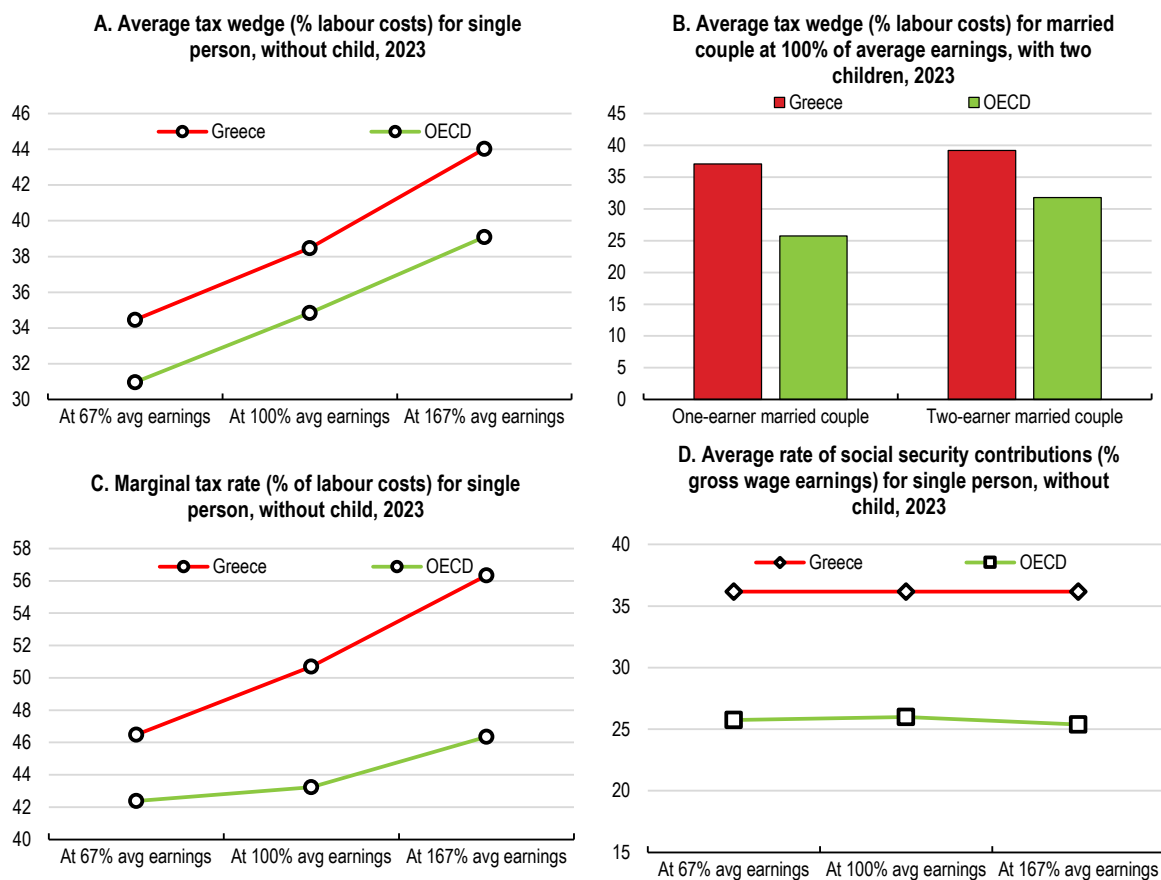 A. Average tax wedge (% labour costs) for single
person, without child, 2023
46
44
42
40
38
36
34
32
30
Greece
OECD
At 67% avg earnings
At 100% avg earnings
At 167% avg earnings
B. Average tax wedge (% labour costs) for married
couple at 100% of average earnings, with two
children, 2023
45
40
35
30
25
20
15
10
5
0
Greece
OECD
One-earner married couple
Two-earner married couple
C. Marginal tax rate (% of labour costs) for single
person, without child, 2023
58
56
54
52
50
48
46
44
42
40
Greece
OECD
At 67% avg earnings
At 100% avg earnings
At 167% avg earnings
D. Average rate of social security contributions (%
gross wage earnings) for single person, without
child, 2023
40
35
30
25
20
15
Greece
OECD
At 67% avg earnings
At 100% avg earnings
At 167% avg earnings